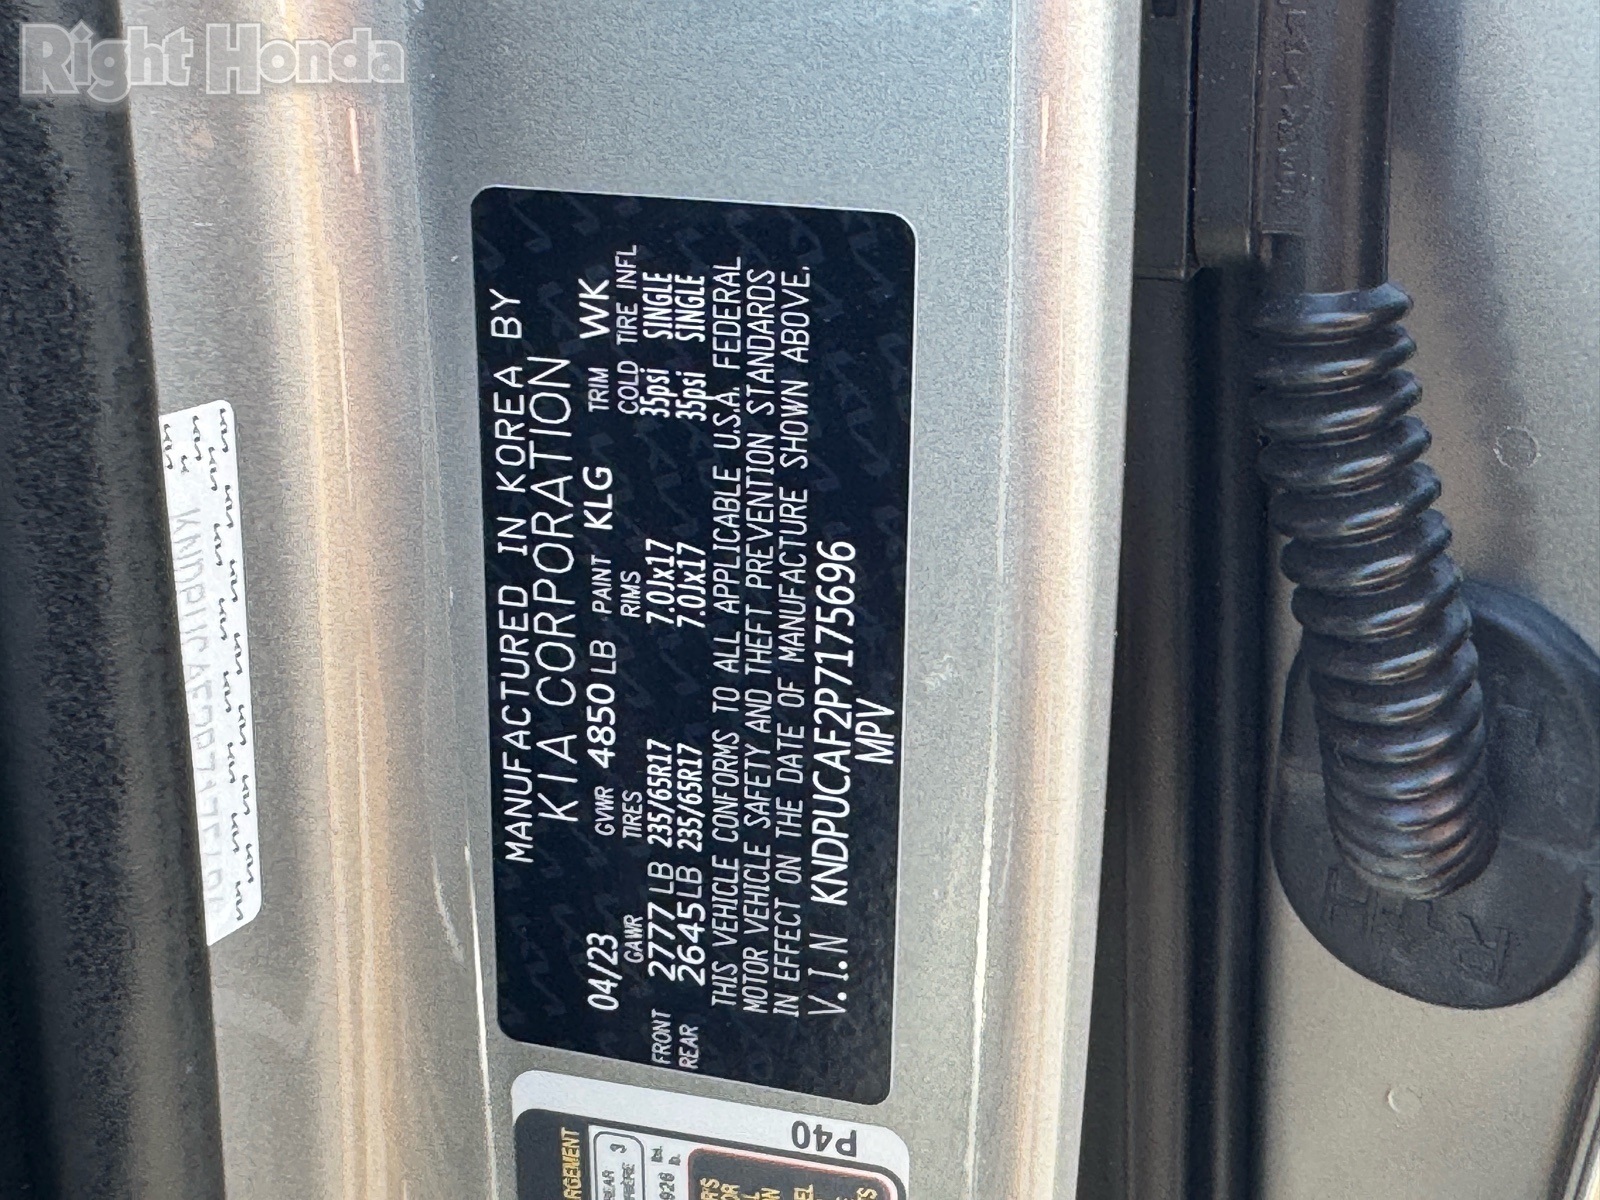 Right Honda
MANUFACTURED IN KOREA BY
KIA CORPORATION
04/23 GVWR 4850 LB PAINT KLG TRIM WK
GAWR TIRES RIMS COLD TIRE INFL
FRONT 2777 LB 235/65R17 7.0Jx17 35psi SINGLE
REAR 2645 LB 235/65R17 7.0Jx17 35psi SINGLE
THIS VEHICLE CONFORMS TO ALL APPLICABLE U.S.A. FEDERAL
MOTOR VEHICLE SAFETY AND THEFT PREVENTION STANDARDS
IN EFFECT ON THE DATE OF MANUFACTURE SHOWN ABOVE.
V.I.N KNDPUCAF2P7175696
MPV
P40